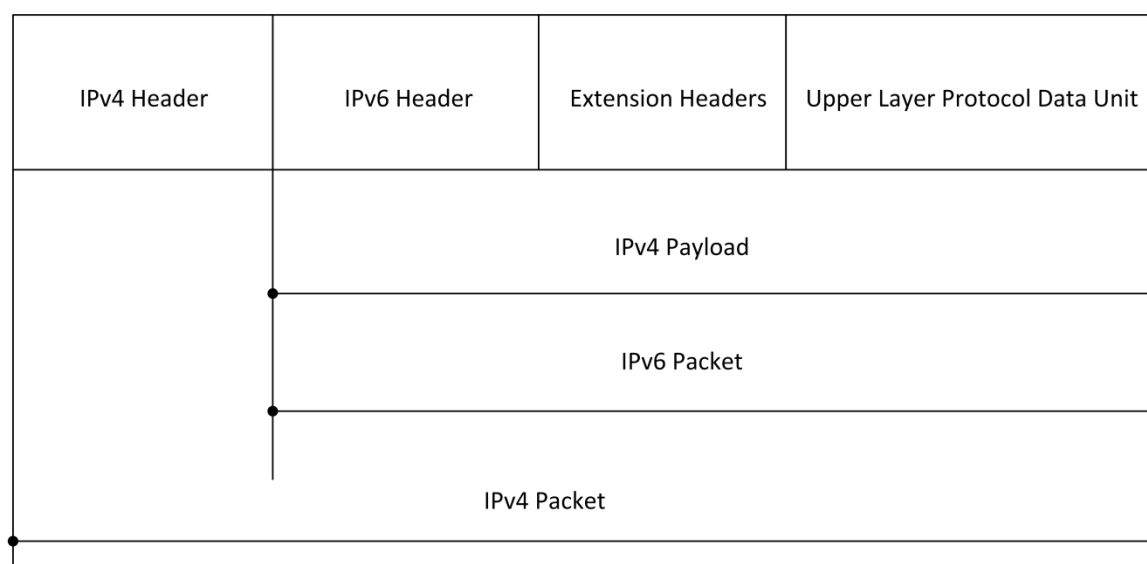 IPv4 Header
IPv6 Header
Extension Headers
Upper Layer Protocol Data Unit
IPv4 Payload
IPv6 Packet
IPv4 Packet